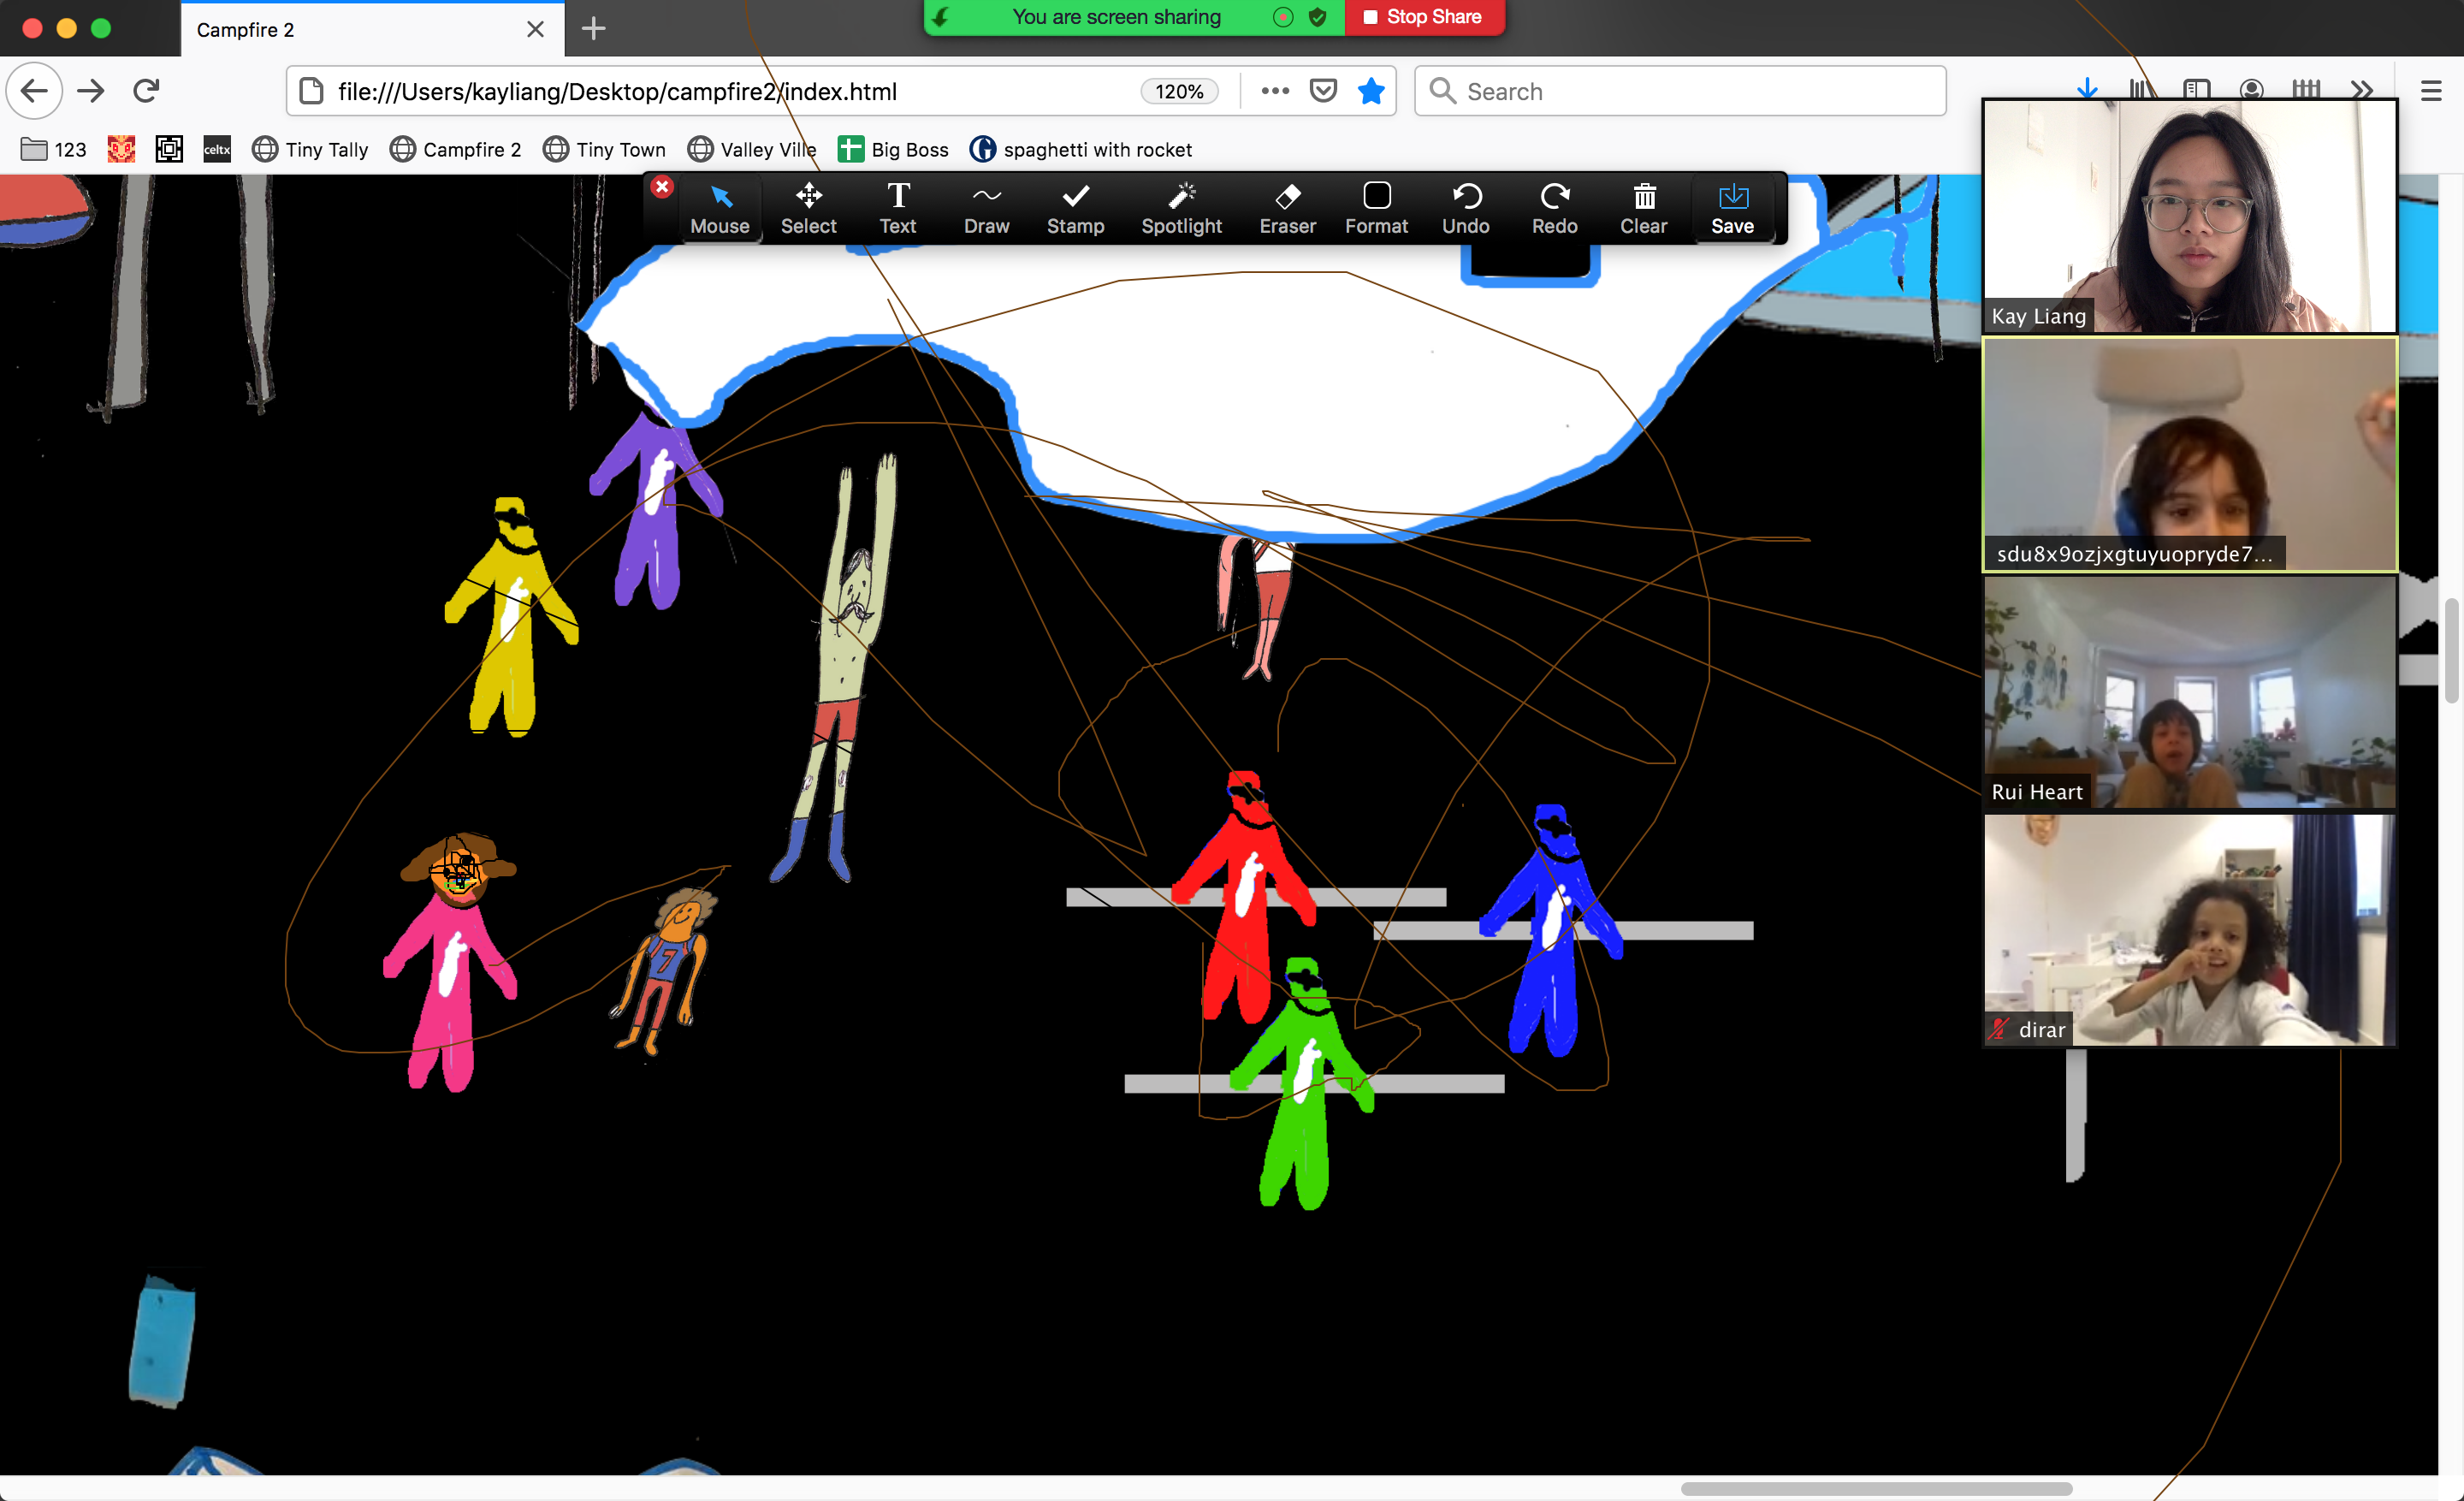 Campfire 2
You are screen sharing
Stop Share
file:///Users/kayliang/Desktop/campfire2/index.html
120%
Search
123
celtx
Tiny Tally
Campfire 2
Tiny Town
Valley Ville
Big Boss
spaghetti with rocket
Mouse
Select
T
Text
Draw
Stamp
Spotlight
Eraser
Format
Undo
Redo
Clear
Save
Kay Liang
sdu8x9ozjxgtuyuopryde7...
Rui Heart
dirar
7